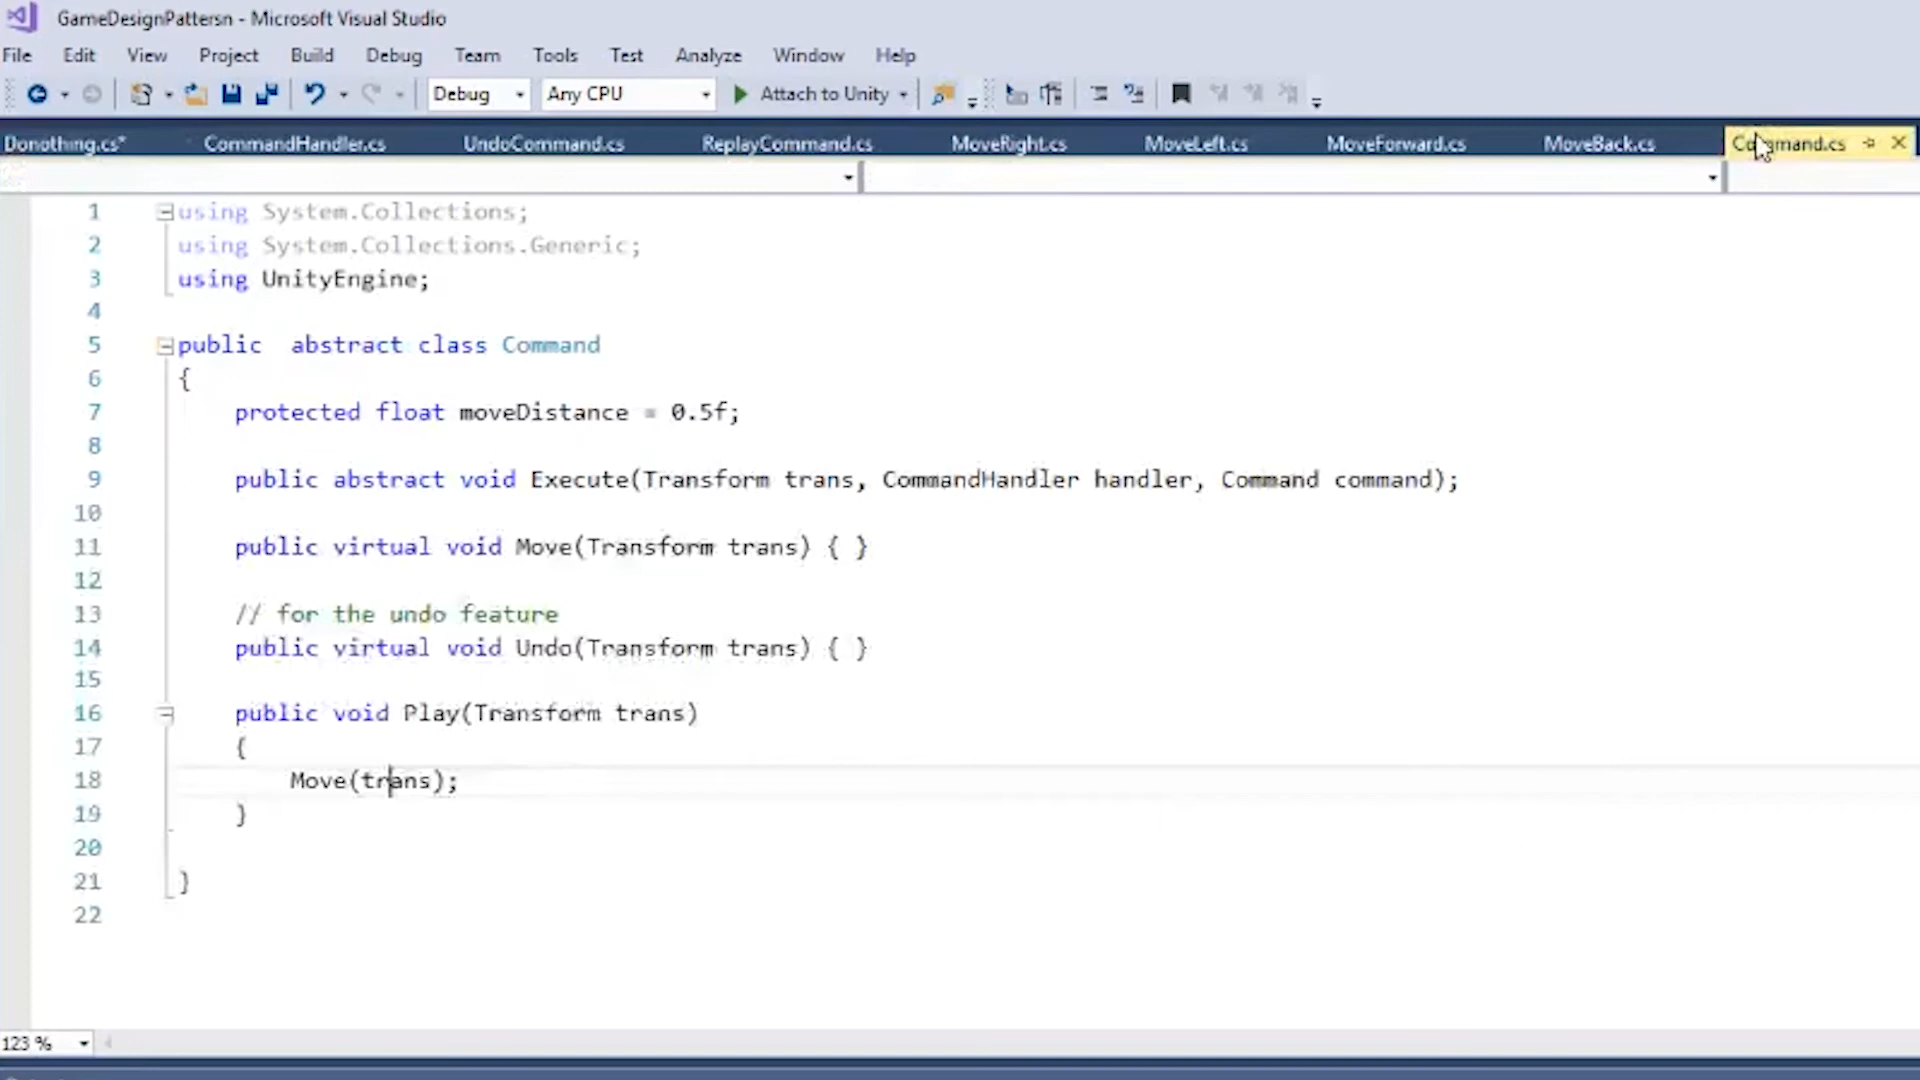 GameDesignPattersn - Microsoft Visual Studio
File Edit View Project Build Debug Team Tools Test Analyze Window Help
Debug Any CPU Attach to Unity
Donothing.cs* CommandHandler.cs UndoCommand.cs ReplayCommand.cs MoveRight.cs MoveLeft.cs MoveForward.cs MoveBack.cs Command.cs
1 using System.Collections;
2 using System.Collections.Generic;
3 using UnityEngine;
4
5 public abstract class Command
6 {
7 protected float moveDistance = 0.5f;
8
9 public abstract void Execute(Transform trans, CommandHandler handler, Command command);
10
11 public virtual void Move(Transform trans) { }
12
13 // for the undo feature
14 public virtual void Undo(Transform trans) { }
15
16 public void Play(Transform trans)
17 {
18 Move(trans);
19 }
20
21 }
22
123 %